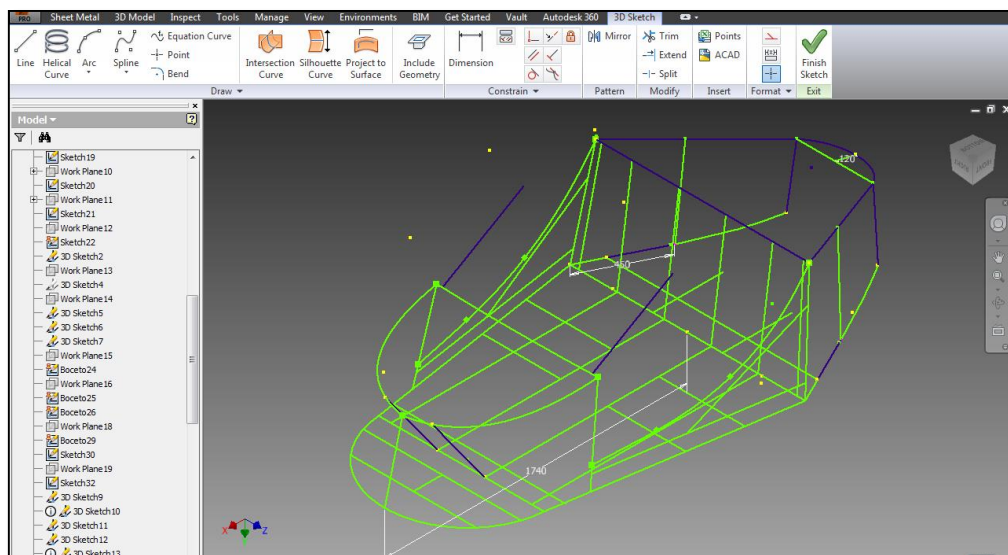 PRO Sheet Metal 3D Model Inspect Tools Manage View Environments BIM Get Started Vault Autodesk 360 3D Sketch
Line Helical Curve Arc Spline
Equation Curve
Point
Bend
Intersection Curve Silhouette Curve Project to Surface
Include Geometry
Dimension
Mirror
Trim
Extend
Split
Points
ACAD
Finish Sketch
Draw Constrain Pattern Modify Insert Format Exit
Model
Sketch19
Work Plane10
Sketch20
Work Plane11
Sketch21
Work Plane12
Sketch22
3D Sketch2
Work Plane13
3D Sketch4
Work Plane14
3D Sketch5
3D Sketch6
3D Sketch7
Work Plane15
Boceto24
Work Plane16
Boceto25
Boceto26
Work Plane18
Boceto29
Sketch30
Work Plane19
Sketch32
3D Sketch9
3D Sketch10
3D Sketch11
3D Sketch12
3D Sketch13
120
450
1740
X
Z